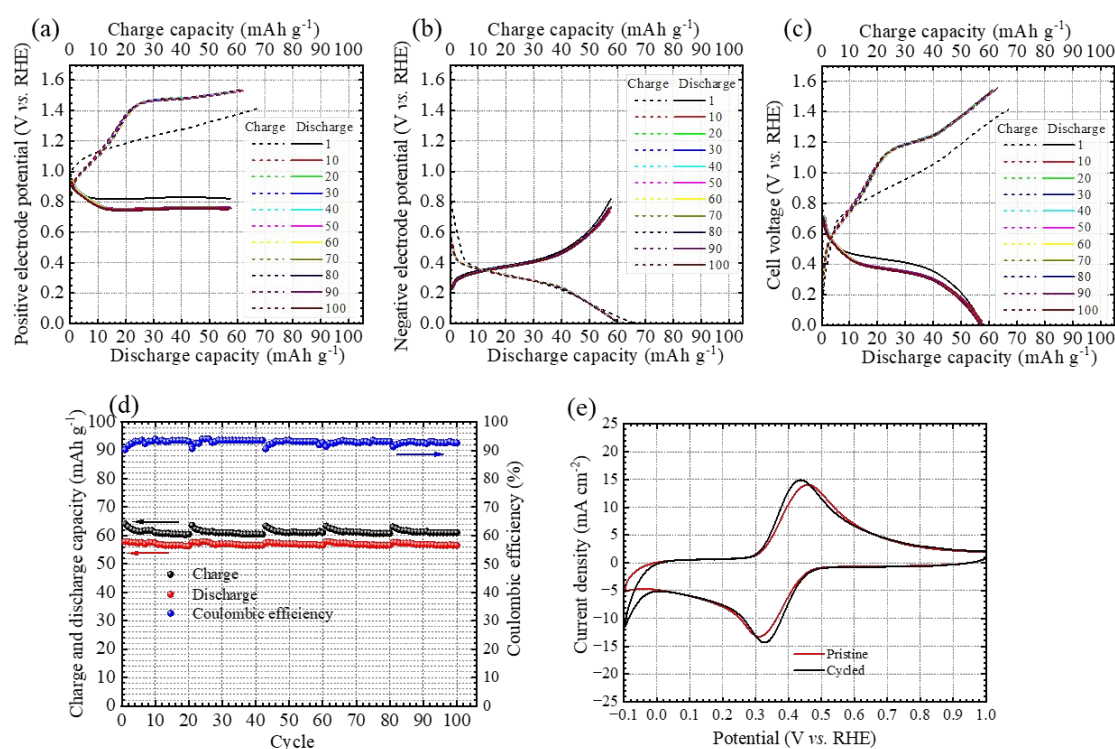 (a)
Charge capacity (mAh g⁻¹)
0 10 20 30 40 50 60 70 80 90 100
Positive electrode potential (V vs. RHE)
1.6
1.4
1.2
1.0
0.8
0.6
0.4
0.2
0.0
Charge Discharge
1
10
20
30
40
50
60
70
80
90
100
0 10 20 30 40 50 60 70 80 90 100
Discharge capacity (mAh g⁻¹)
(b)
Charge capacity (mAh g⁻¹)
0 10 20 30 40 50 60 70 80 90 100
Negative electrode potential (V vs. RHE)
1.6
1.4
1.2
1.0
0.8
0.6
0.4
0.2
0.0
Charge Discharge
1
10
20
30
40
50
60
70
80
90
100
0 10 20 30 40 50 60 70 80 90 100
Discharge capacity (mAh g⁻¹)
(c)
Charge capacity (mAh g⁻¹)
0 10 20 30 40 50 60 70 80 90 100
Cell voltage (V vs. RHE)
1.6
1.4
1.2
1.0
0.8
0.6
0.4
0.2
0.0
Charge Discharge
1
10
20
30
40
50
60
70
80
90
100
0 10 20 30 40 50 60 70 80 90 100
Discharge capacity (mAh g⁻¹)
(d)
Charge and discharge capacity (mAh g⁻¹)
100
90
80
70
60
50
40
30
20
10
0
Charge
Discharge
Coulombic efficiency
100
90
80
70
60
50
40
30
20
10
0
Coulombic efficiency (%)
0 10 20 30 40 50 60 70 80 90 100
Cycle
(e)
Current density (mA cm⁻²)
25
20
15
10
5
0
−5
−10
−15
−20
−25
Pristine
Cycled
−0.1 0.0 0.1 0.2 0.3 0.4 0.5 0.6 0.7 0.8 0.9 1.0
Potential (V vs. RHE)